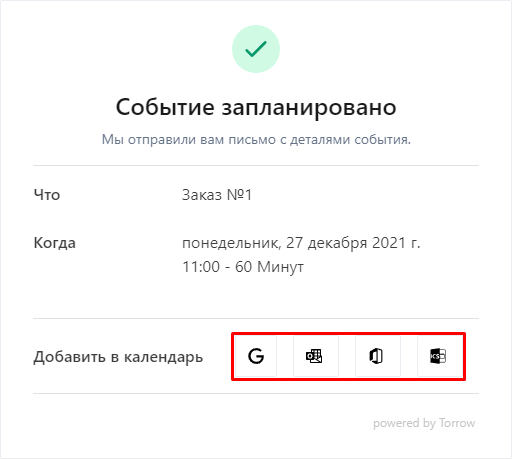 Событие запланировано
Мы отправили вам письмо с деталями события.
Что Заказ №1
Когда понедельник, 27 декабря 2021 г.
11:00 - 60 Минут
Добавить в календарь G ICS
powered by Torrow